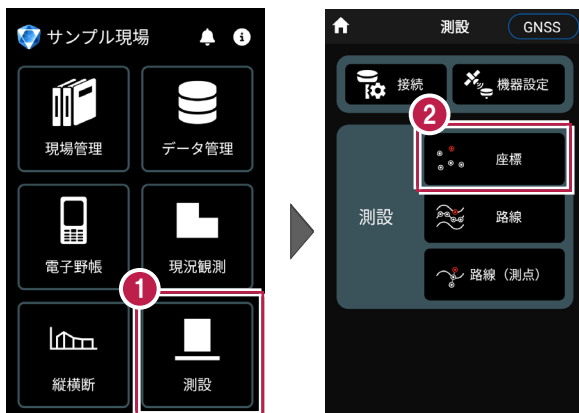 サンプル現場
現場管理
データ管理
電子野帳
現況観測
1
縦横断
測設
測設
GNSS
接続
機器設定
2
座標
測設
路線
路線（測点）